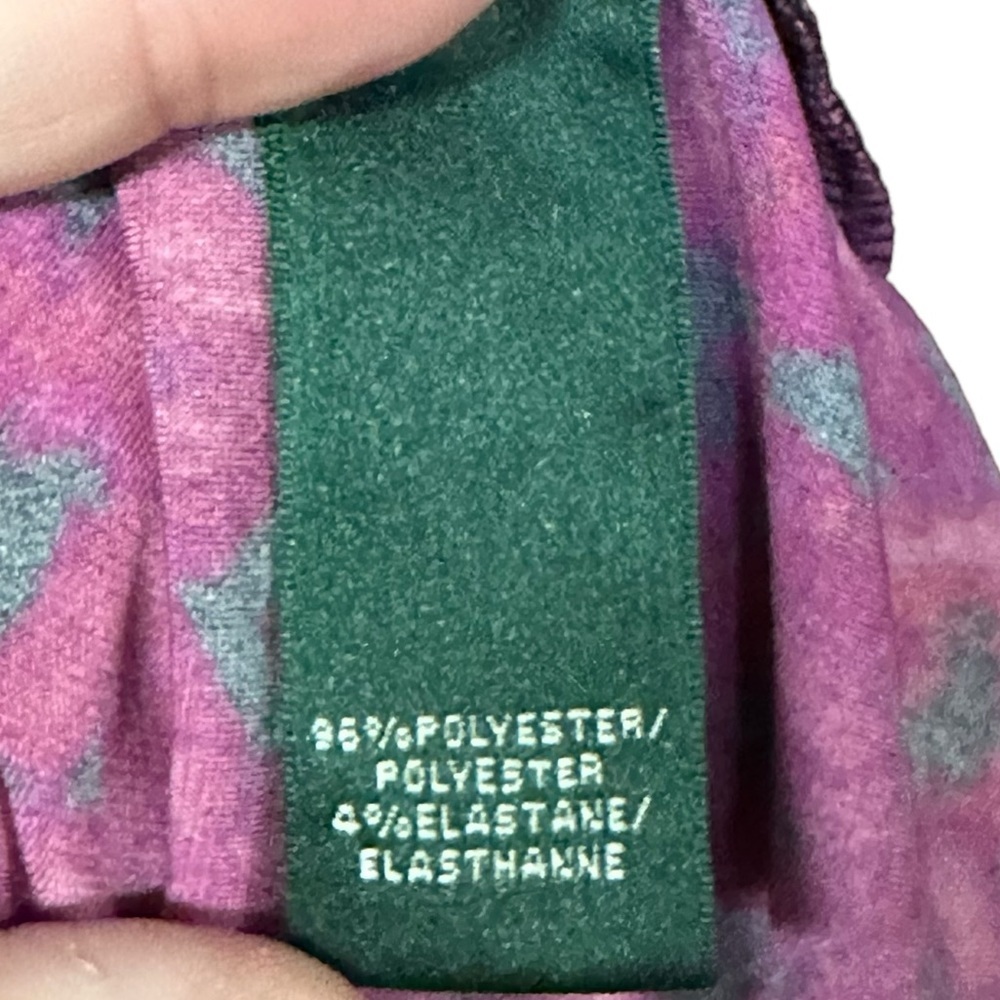 96%POLYESTER/
POLYESTER
4%ELASTANE/
ELASTHANNE